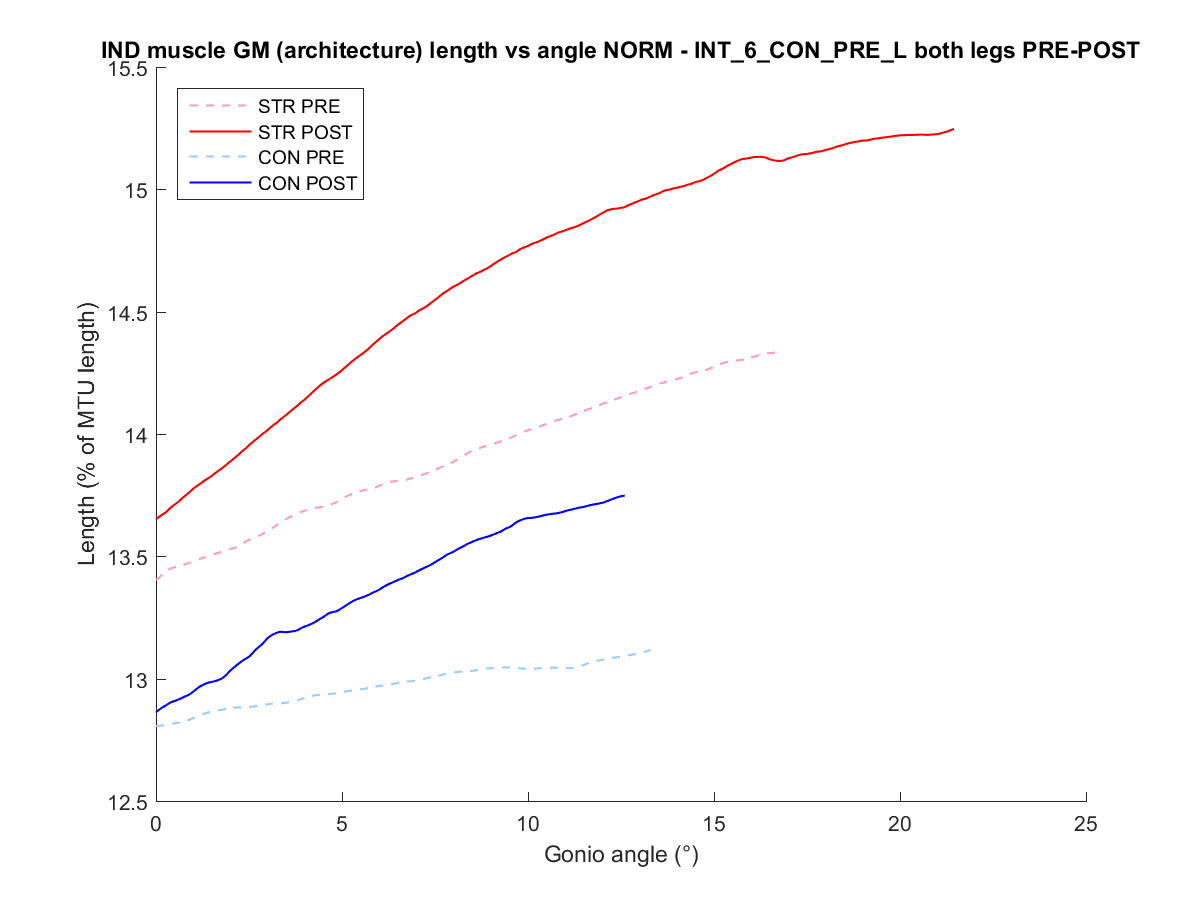 IND muscle GM (architecture) length vs angle NORM - INT_6_CON_PRE_L both legs PRE-POST
15.5
15
14.5
14
13.5
13
12.5
Length (% of MTU length)
STR PRE
STR POST
CON PRE
CON POST
0 5 10 15 20 25
Gonio angle (°)